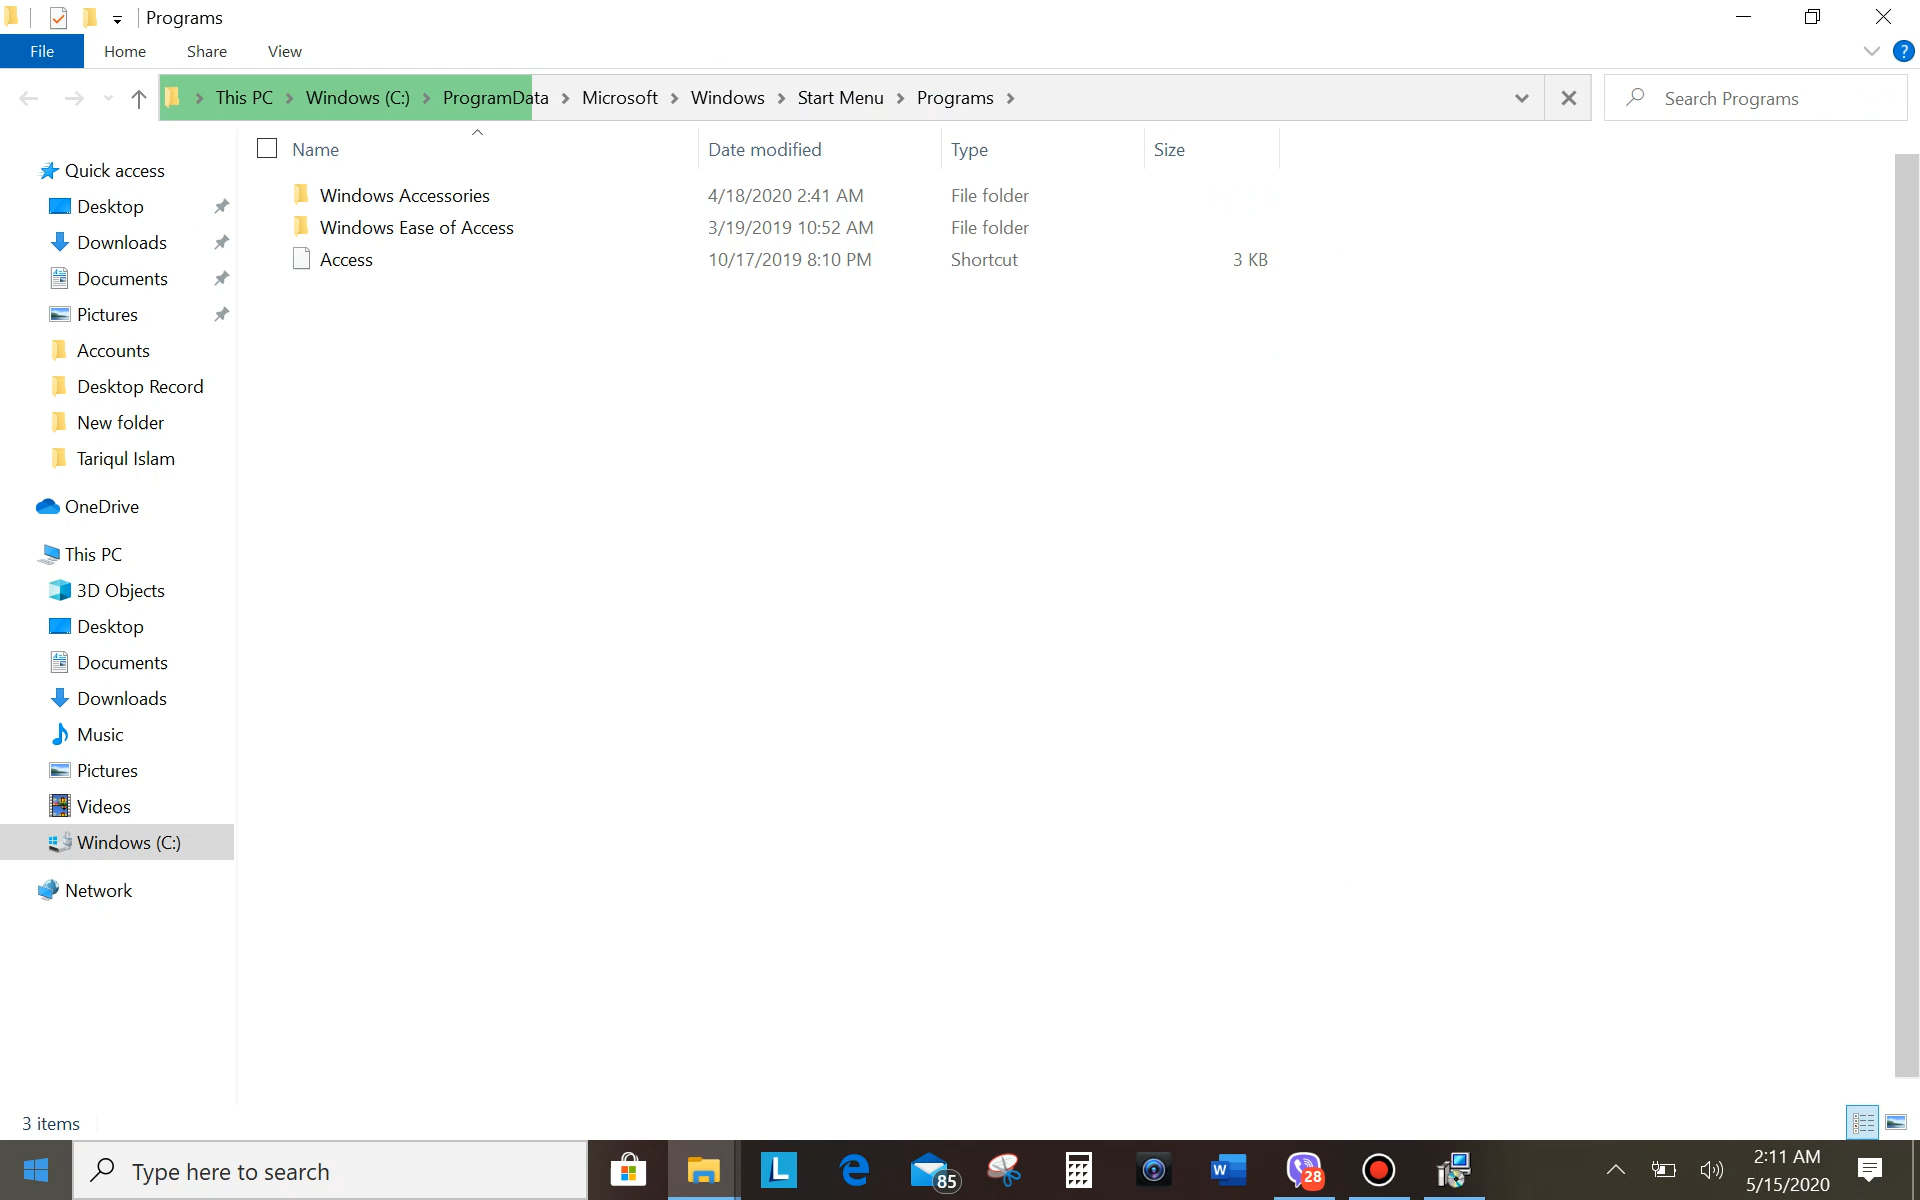 Programs
File Home Share View
This PC Windows (C:) ProgramData Microsoft Windows Start Menu Programs
Search Programs
Name Date modified Type Size
Windows Accessories 4/18/2020 2:41 AM File folder
Windows Ease of Access 3/19/2019 10:52 AM File folder
Access 10/17/2019 8:10 PM Shortcut 3 KB
Quick access
Desktop
Downloads
Documents
Pictures
Accounts
Desktop Record
New folder
Tariqul Islam
OneDrive
This PC
3D Objects
Desktop
Documents
Downloads
Music
Pictures
Videos
Windows (C:)
Network
3 items
Type here to search
L
85
W
28
2:11 AM
5/15/2020